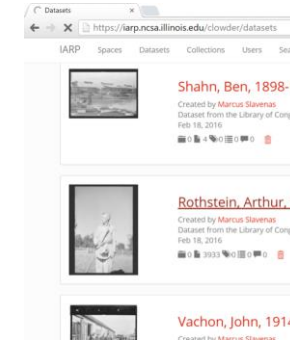 Datasets
https://iarp.ncsa.illinois.edu/clowder/datasets
IARP Spaces Datasets Collections Users
Shahn, Ben, 1898-
Created by Marcus Slavenas
Dataset from the Library of Cong
Feb 18, 2016
0 4 0 0 0
Rothstein, Arthur,
Created by Marcus Slavenas
Dataset from the Library of Cong
Feb 18, 2016
0 3933 0 0 0
Vachon, John, 1914
Created by Marcus Slavenas